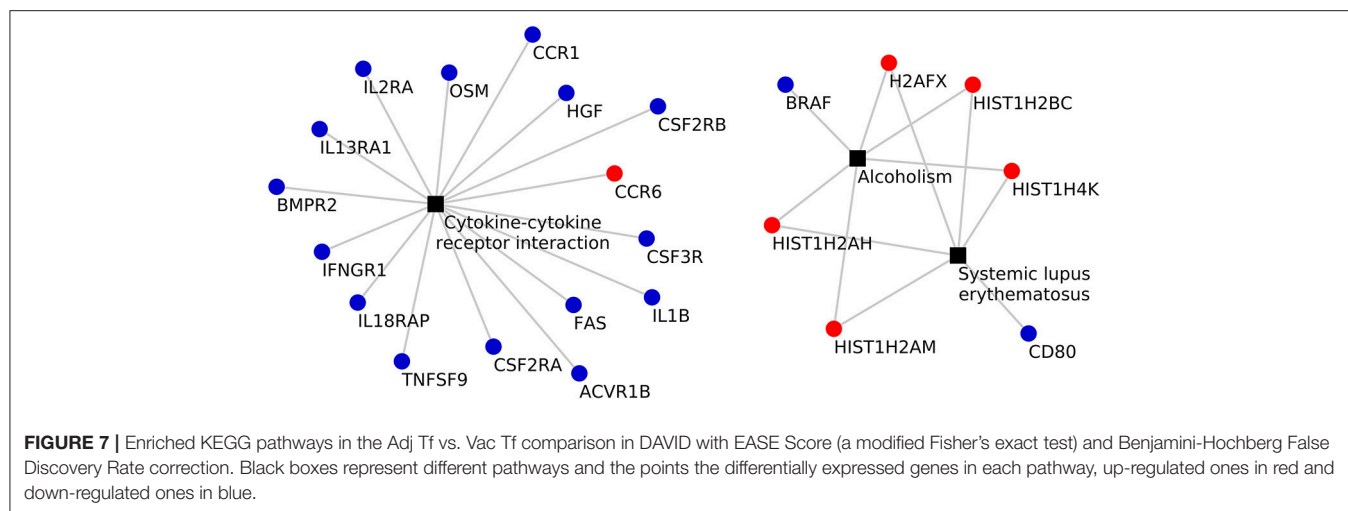 CCR1
IL2RA
OSM
HGF
CSF2RB
IL13RA1
CCR6
BMPR2
Cytokine-cytokine
receptor interaction
CSF3R
IFNGR1
IL18RAP
FAS
IL1B
TNFSF9
CSF2RA
ACVR1B
H2AFX
BRAF
HIST1H2BC
Alcoholism
HIST1H4K
HIST1H2AH
Systemic lupus
erythematosus
HIST1H2AM
CD80
FIGURE 7 | Enriched KEGG pathways in the Adj Tf vs. Vac Tf comparison in DAVID with EASE Score (a modified Fisher's exact test) and Benjamini-Hochberg False
Discovery Rate correction. Black boxes represent different pathways and the points the differentially expressed genes in each pathway, up-regulated ones in red and
down-regulated ones in blue.